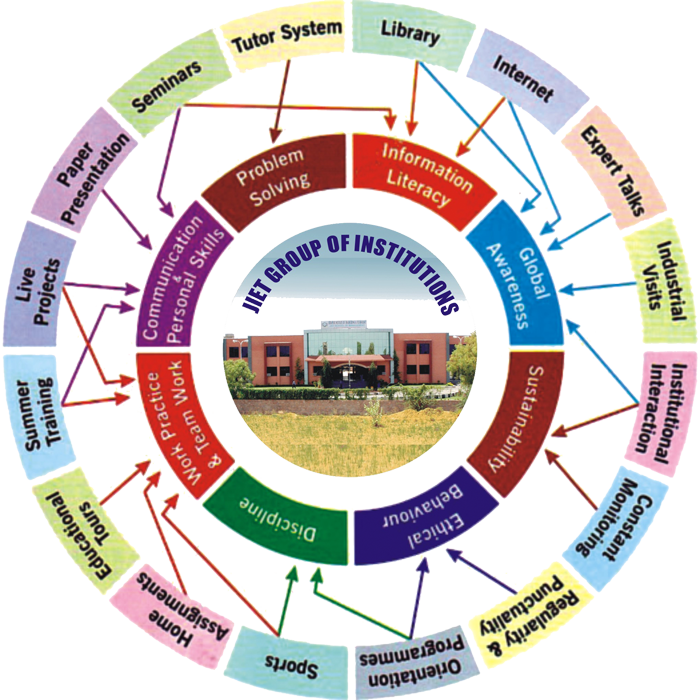 Tutor System
Library
Internet
Expert Talks
Industrial
Visits
Institutional
Interaction
Constant
Monitoring
Regularity &
Punctuality
Orientation
Programmes
Sports
Home
Assignments
Educational
Tours
Summer
Training
Live
Projects
Paper
Presentation
Seminars
Problem
Solving
Information
Literacy
Global
Awareness
Sustainability
Ethical
Behaviour
Discipline
Work Practice
& Team Work
Communication
&
Personal Skills
JIET GROUP OF INSTITUTIONS